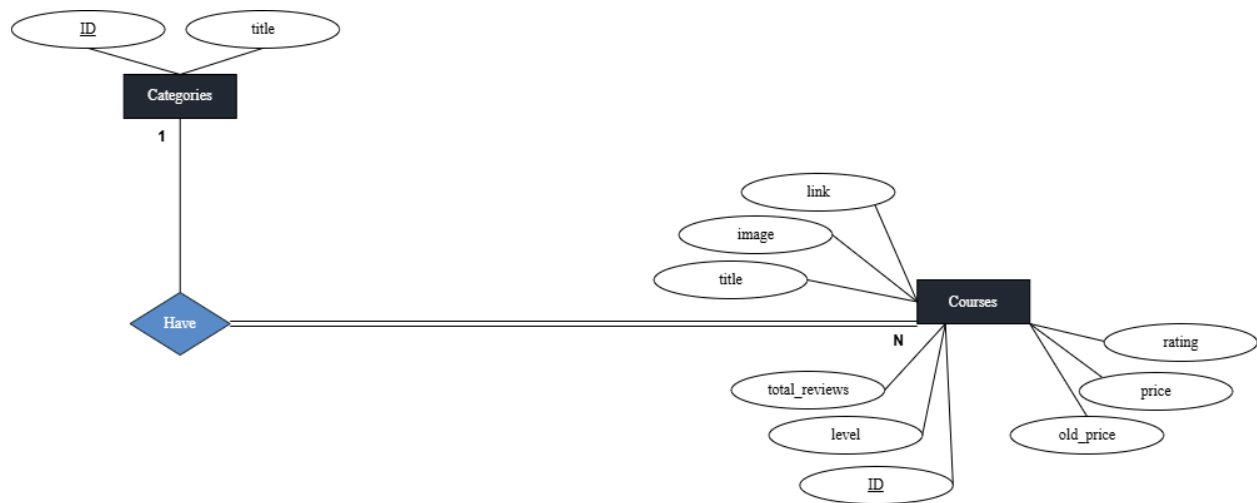 ID
title
Categories
1
link
image
title
Courses
Have
N
rating
total_reviews
price
level
old_price
ID